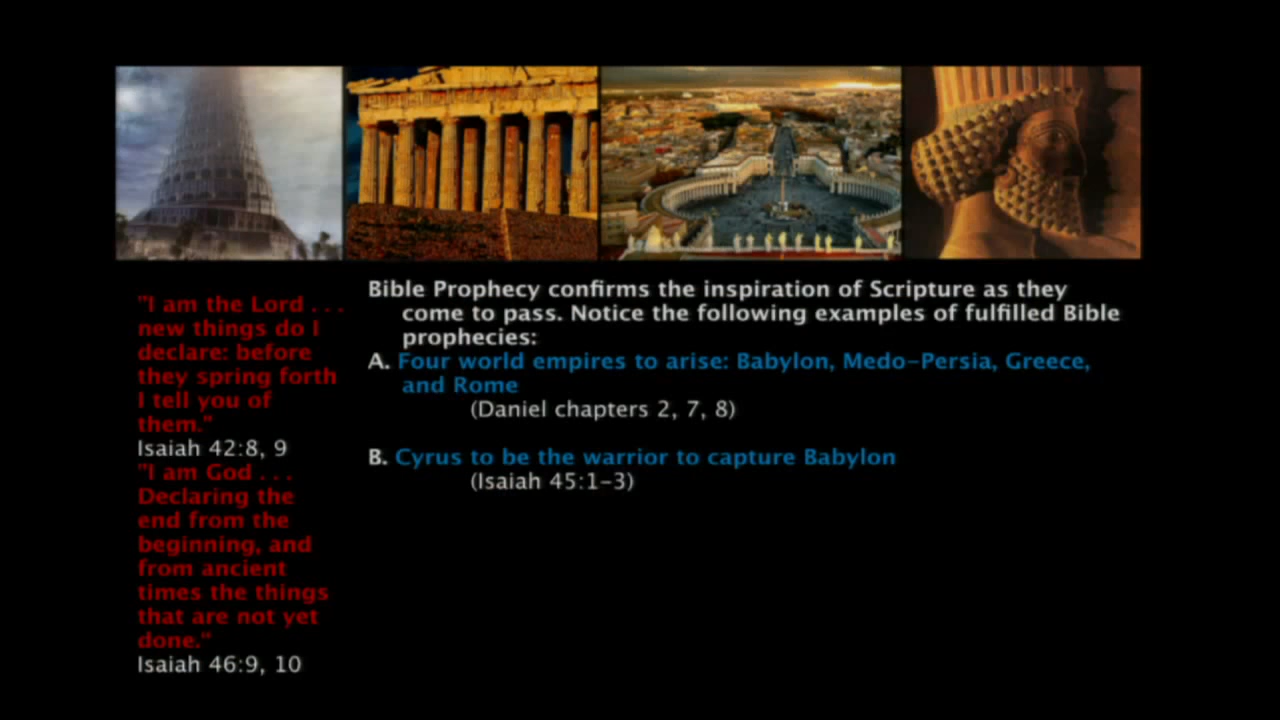 "I am the Lord . . .
new things do I
declare: before
they spring forth
I tell you of
them."
Isaiah 42:8, 9
"I am God . . .
Declaring the
end from the
beginning, and
from ancient
times the things
that are not yet
done."
Isaiah 46:9, 10
Bible Prophecy confirms the inspiration of Scripture as they
come to pass. Notice the following examples of fulfilled Bible
prophecies:
A. Four world empires to arise: Babylon, Medo-Persia, Greece,
and Rome
(Daniel chapters 2, 7, 8)
B. Cyrus to be the warrior to capture Babylon
(Isaiah 45:1-3)